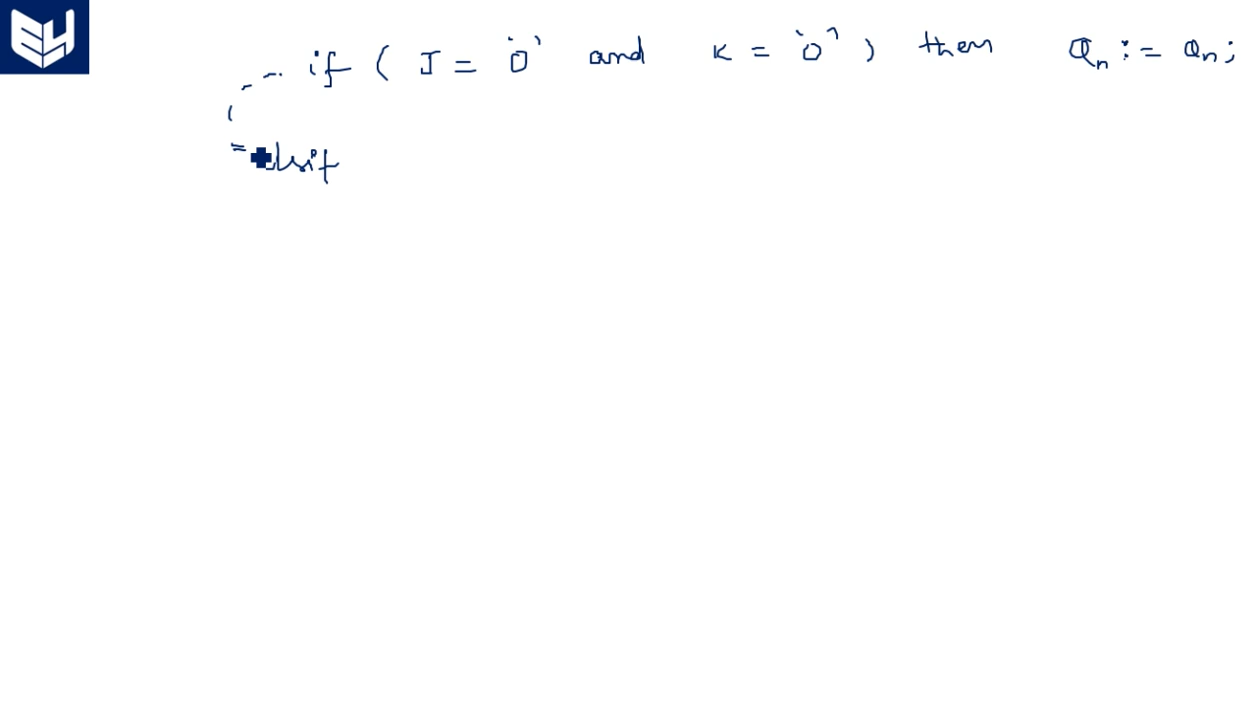 if ( J = '0' and K = '0' ) then Qn := Qn;
elsif